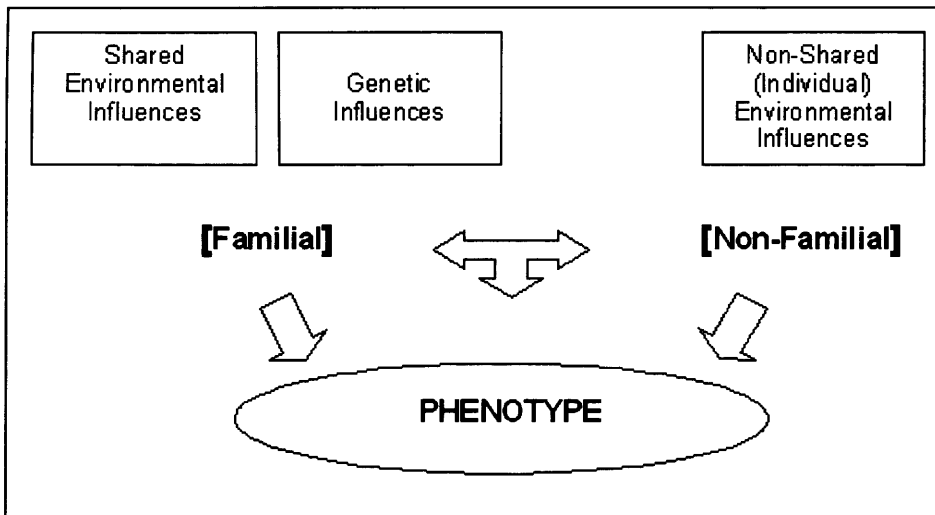 Shared
Environmental
Influences
Genetic
Influences
Non-Shared
(Individual)
Environmental
Influences
[Familial]
[Non-Familial]
PHENOTYPE